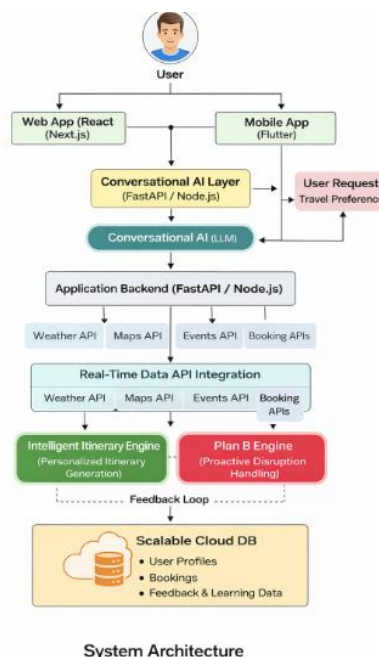 User
Web App (React
(Next.js)
Mobile App
(Flutter)
Conversational AI Layer
(FastAPI / Node.js)
User Request
Travel Preference
Conversational AI (LLM)
Application Backend (FastAPI / Node.js)
Weather API Maps API Events API Booking APIs
Real-Time Data API Integration
Weather API Maps API Events API Booking
APIs
Intelligent Itinerary Engine
(Personalized Itinerary
Generation)
Plan B Engine
(Proactive Disruption
Handling)
Feedback Loop
Scalable Cloud DB
• User Profiles
• Bookings
• Feedback & Learning Data
System Architecture